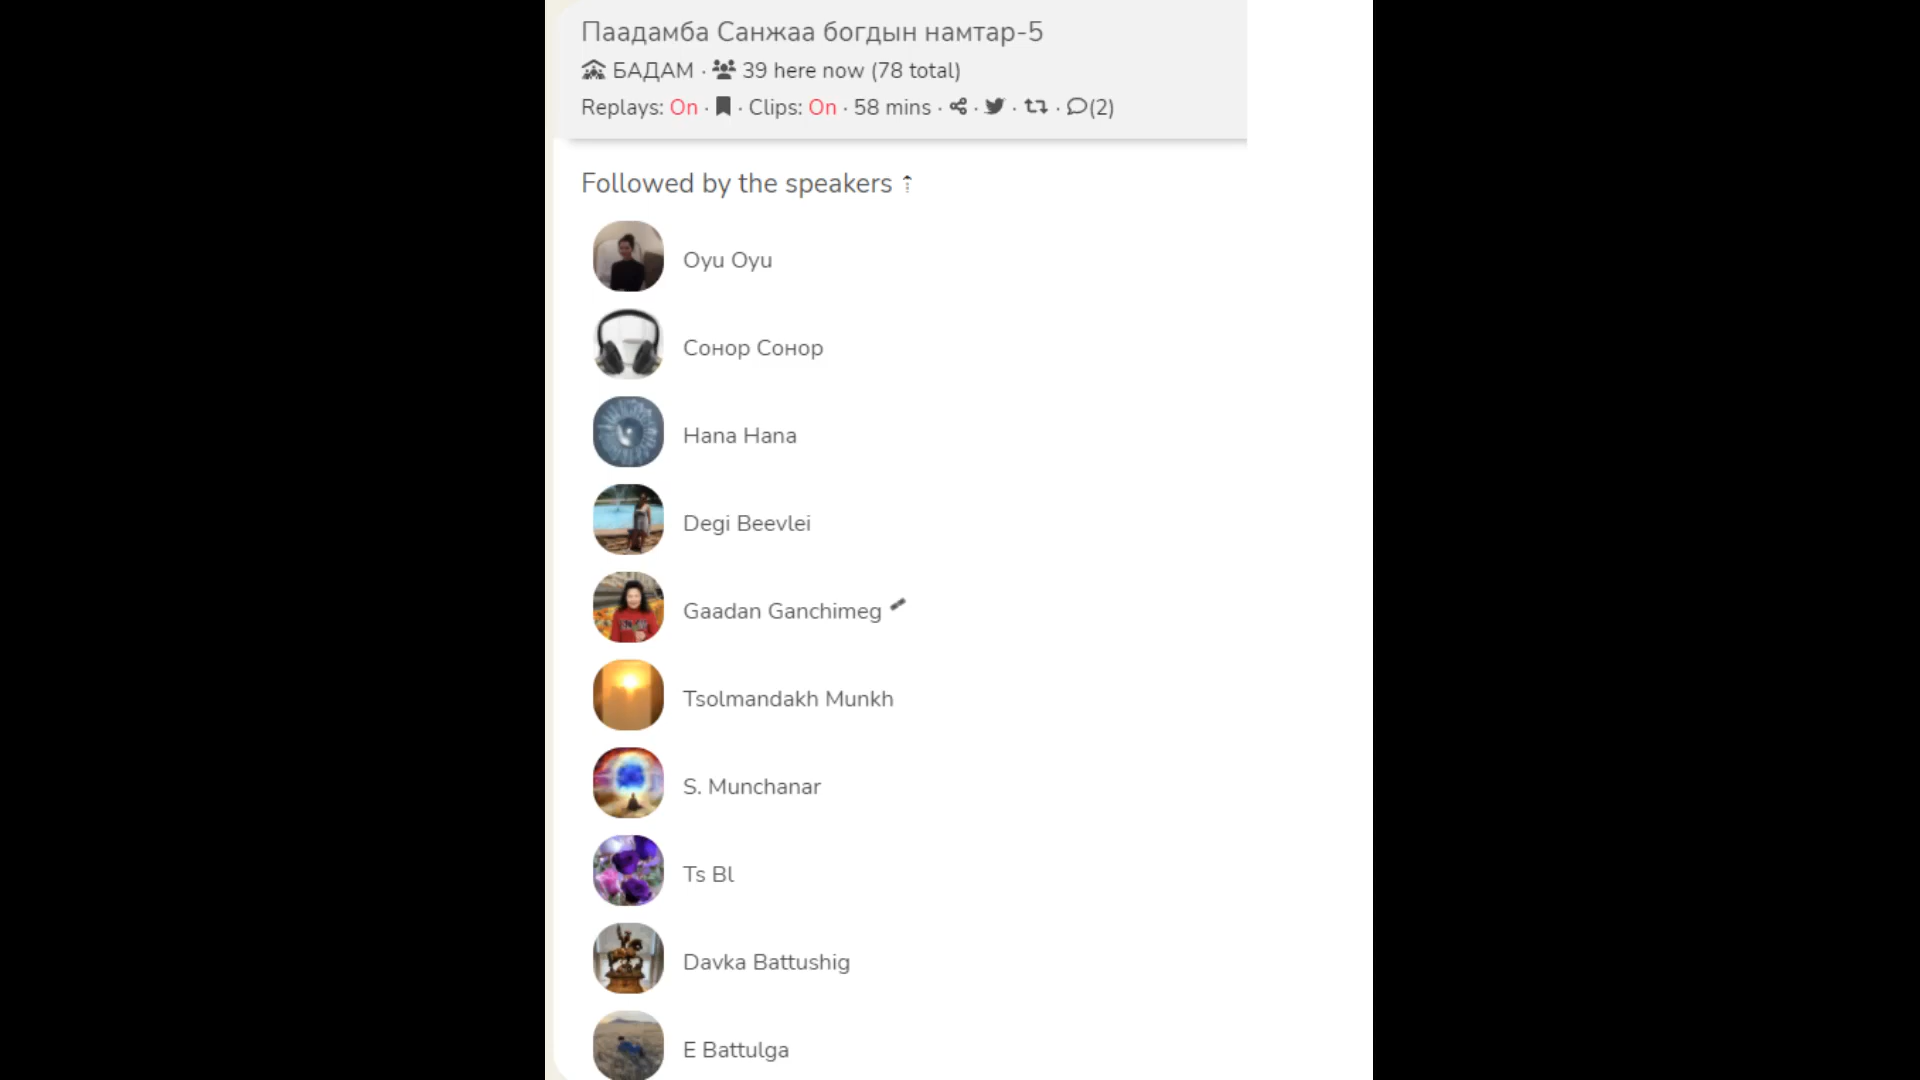 Паадамба Санжаа богдын намтар-5
БАДАМ · 39 here now (78 total)
Replays: On · · Clips: On · 58 mins · · · · (2)
Followed by the speakers
Oyu Oyu
Сонор Сонор
Hana Hana
Degi Beevlei
Gaadan Ganchimeg
Tsolmandakh Munkh
S. Munchanar
Ts Bl
Davka Battushig
E Battulga